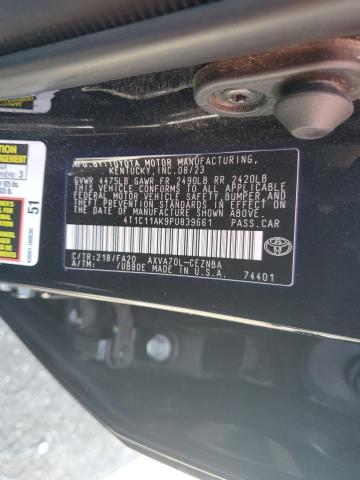 MFG.BY:TOYOTA MOTOR MANUFACTURING,
KENTUCKY, INC. 08/23
GVWR 4475LB GAWR FR 2490LB RR 2420LB
THIS VEHICLE CONFORMS TO ALL APPLICABLE
FEDERAL MOTOR VEHICLE SAFETY, BUMPER, AND
THEFT PREVENTION STANDARDS IN EFFECT ON
THE DATE OF MANUFACTURE SHOWN ABOVE.
4T1C11AK9PU839661 PASS.CAR
C/TR:218/FA20 AXVA70L-CEZNBA
A/TM: /UB80E MADE IN U.S.A. 74401
51